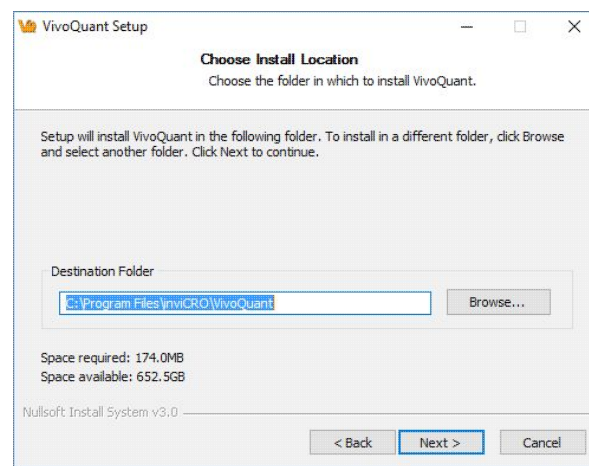 VivoQuant Setup
Choose Install Location
Choose the folder in which to install VivoQuant.
Setup will install VivoQuant in the following folder. To install in a different folder, click Browse
and select another folder. Click Next to continue.
Destination Folder
C:\Program Files\inviCRO\VivoQuant
Browse...
Space required: 174.0MB
Space available: 652.5GB
Nullsoft Install System v3.0
< Back
Next >
Cancel